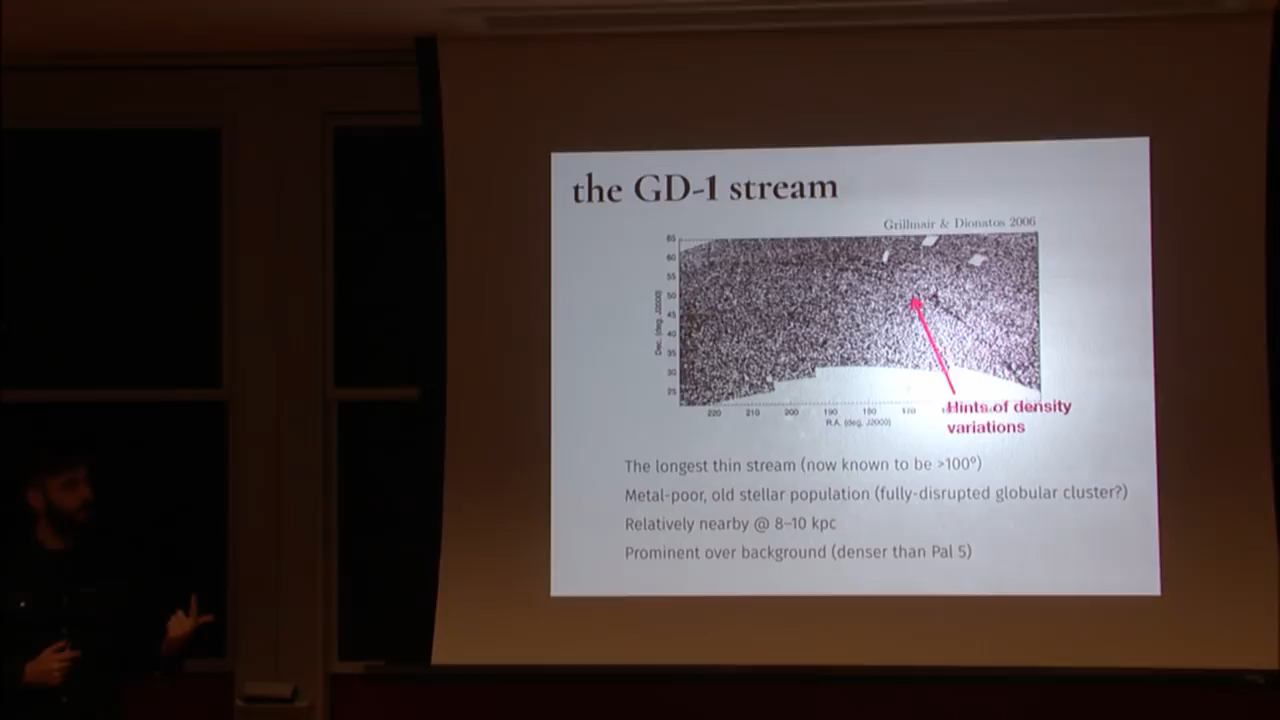 the GD-1 stream
Grillmair & Dionatos 2006
65
60
55
50
45
40
35
30
25
Dec. (deg, J2000)
220 210 200 190 180 170
R.A. (deg, J2000)
Hints of density
variations
The longest thin stream (now known to be >100°)
Metal-poor, old stellar population (fully-disrupted globular cluster?)
Relatively nearby @ 8–10 kpc
Prominent over background (denser than Pal 5)